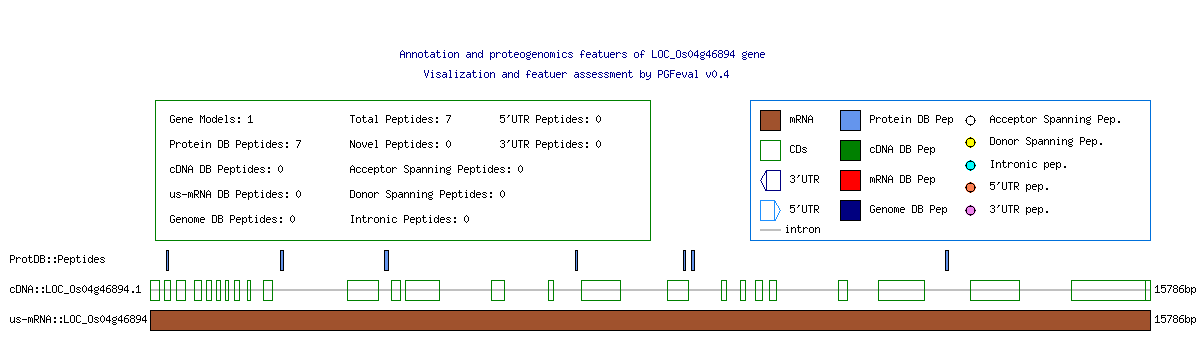 Annotation and proteogenomics featuers of LOC_Os04g46894 gene
Visalization and featuer assessment by PGFeval v0.4
Gene Models: 1 Total Peptides: 7 5'UTR Peptides: 0
Protein DB Peptides: 7 Novel Peptides: 0 3'UTR Peptides: 0
cDNA DB Peptides: 0 Acceptor Spanning Peptides: 0
us-mRNA DB Peptides: 0 Donor Spanning Peptides: 0
Genome DB Peptides: 0 Intronic Peptides: 0
mRNA Protein DB Pep Acceptor Spanning Pep.
CDs cDNA DB Pep Donor Spanning Pep.
3'UTR mRNA DB Pep Intronic pep.
5'UTR Genome DB Pep 5'UTR pep.
intron 3'UTR pep.
ProtDB::Peptides
cDNA::LOC_Os04g46894.1 15786bp
us-mRNA::LOC_Os04g46894 15786bp